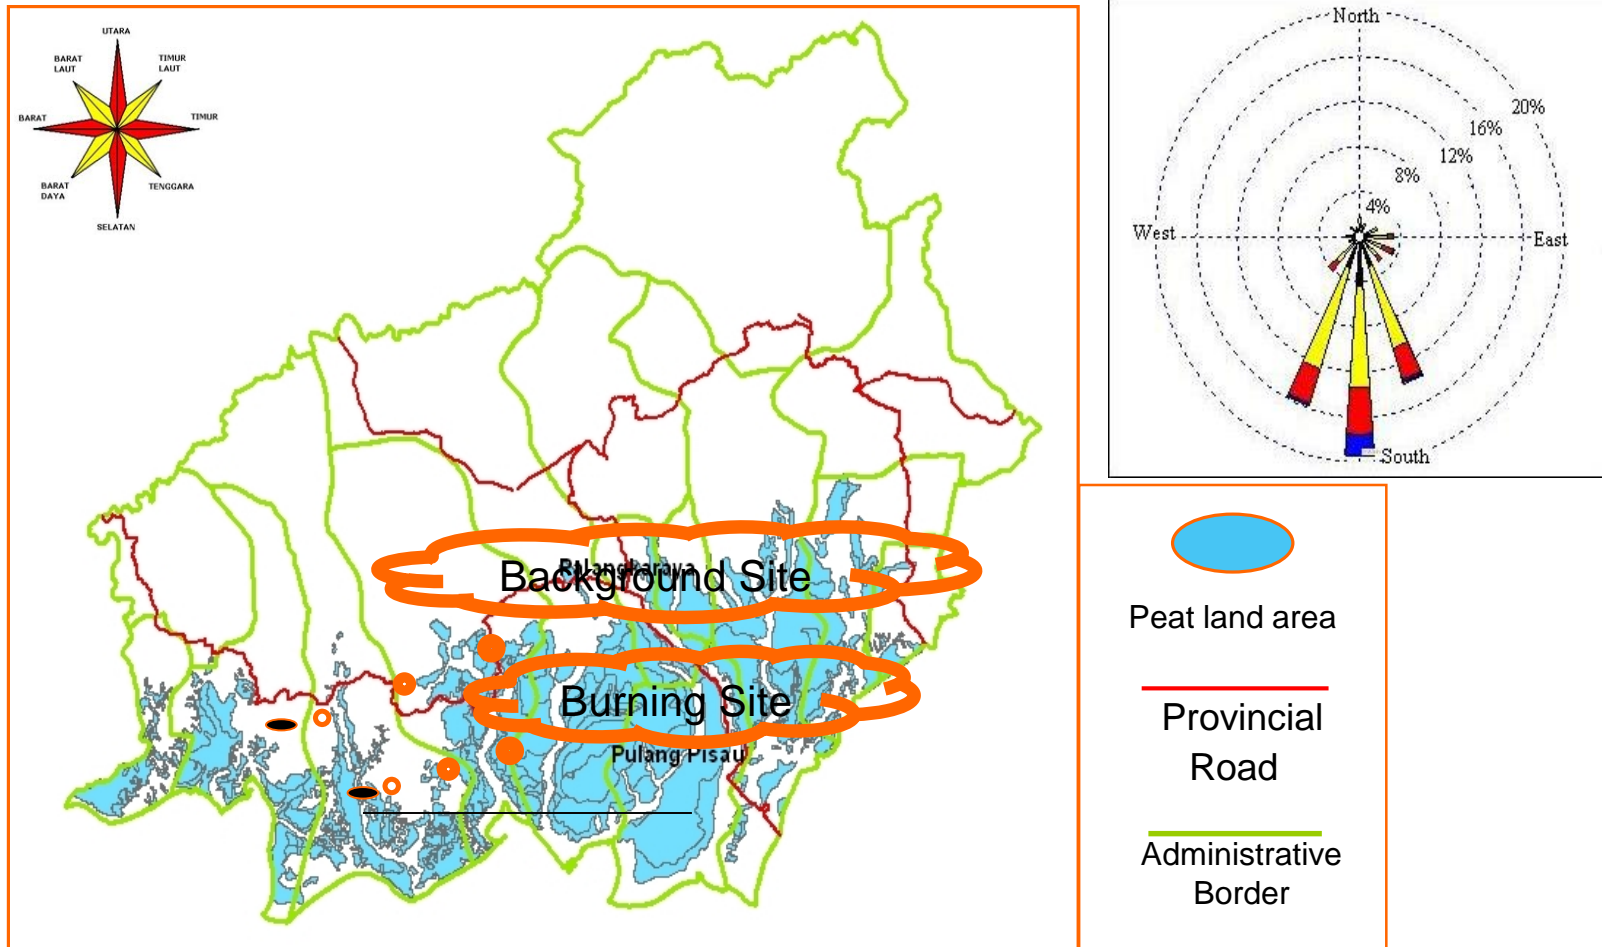 UTARA
BARAT
LAUT
TIMUR
LAUT
BARAT
TIMUR
BARAT
DAYA
TENGGARA
SELATAN
Palangkaraya
Background Site
Burning Site
Pulang Pisau
North
20%
16%
12%
8%
4%
West
East
South
Peat land area
Provincial
Road
Administrative
Border